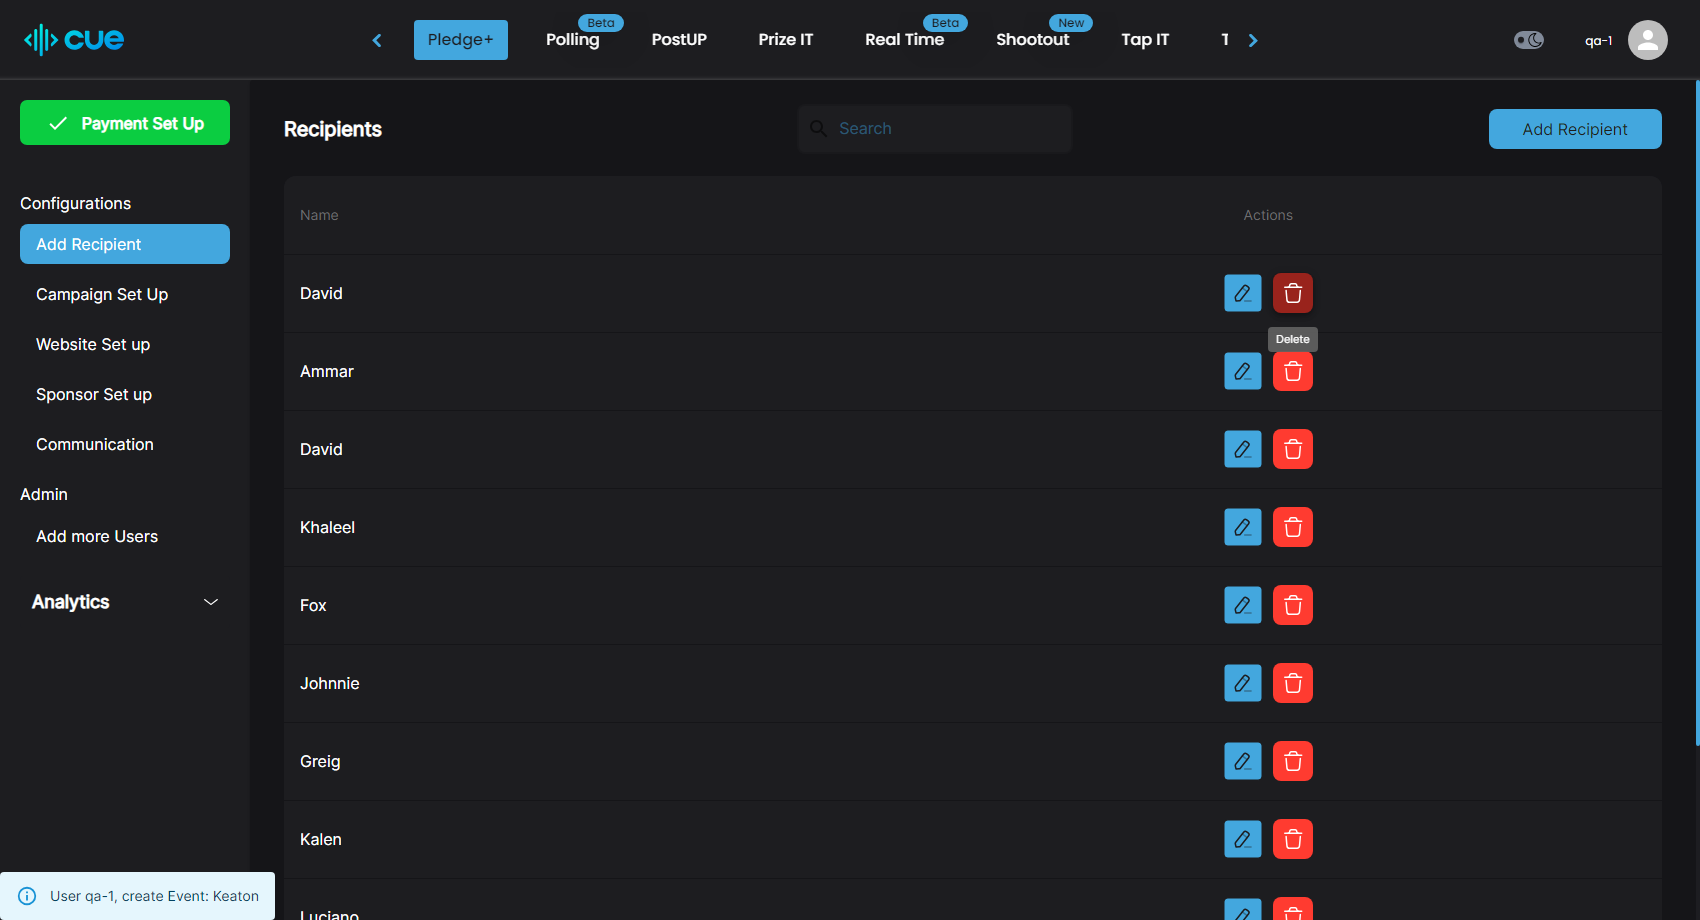 cue
Pledge+
Polling
Beta
PostUP
Prize IT
Real Time
Beta
Shootout
New
Tap IT
T
qa-1
Payment Set Up
Configurations
Add Recipient
Campaign Set Up
Website Set up
Sponsor Set up
Communication
Admin
Add more Users
Analytics
Recipients
Search
Add Recipient
Name
Actions
David
Delete
Ammar
David
Khaleel
Fox
Johnnie
Greig
Kalen
Luciano
User qa-1, create Event: Keaton